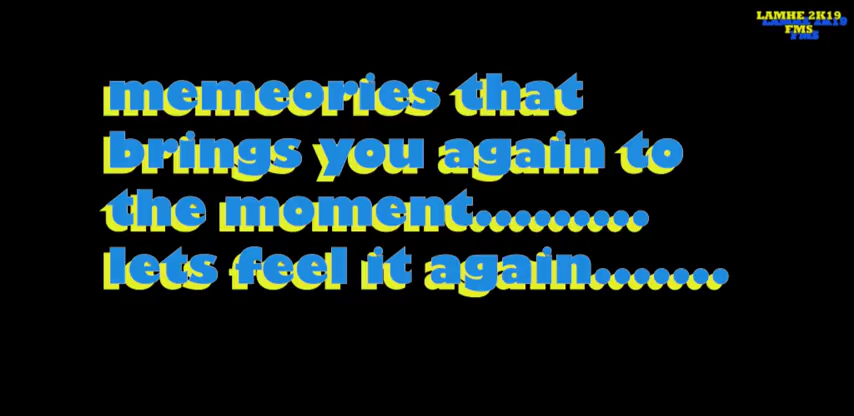 LAMHE 2K19
FMS
memeories that
brings you again to
the moment.........
lets feel it again.......